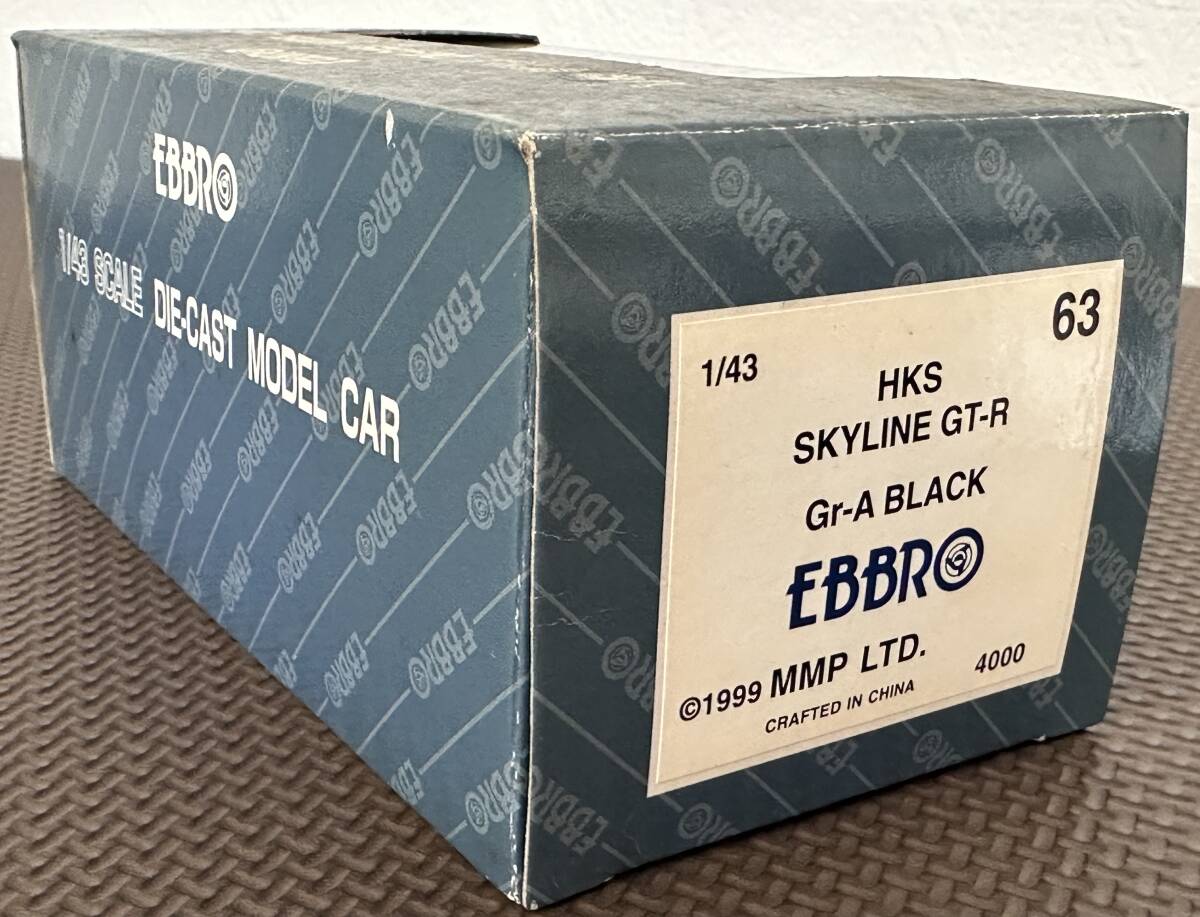 EBBRO
1/43 SCALE DIE-CAST MODEL CAR
63
1/43
HKS
SKYLINE GT-R
Gr-A BLACK
EBBRO
©1999 MMP LTD.
4000
CRAFTED IN CHINA